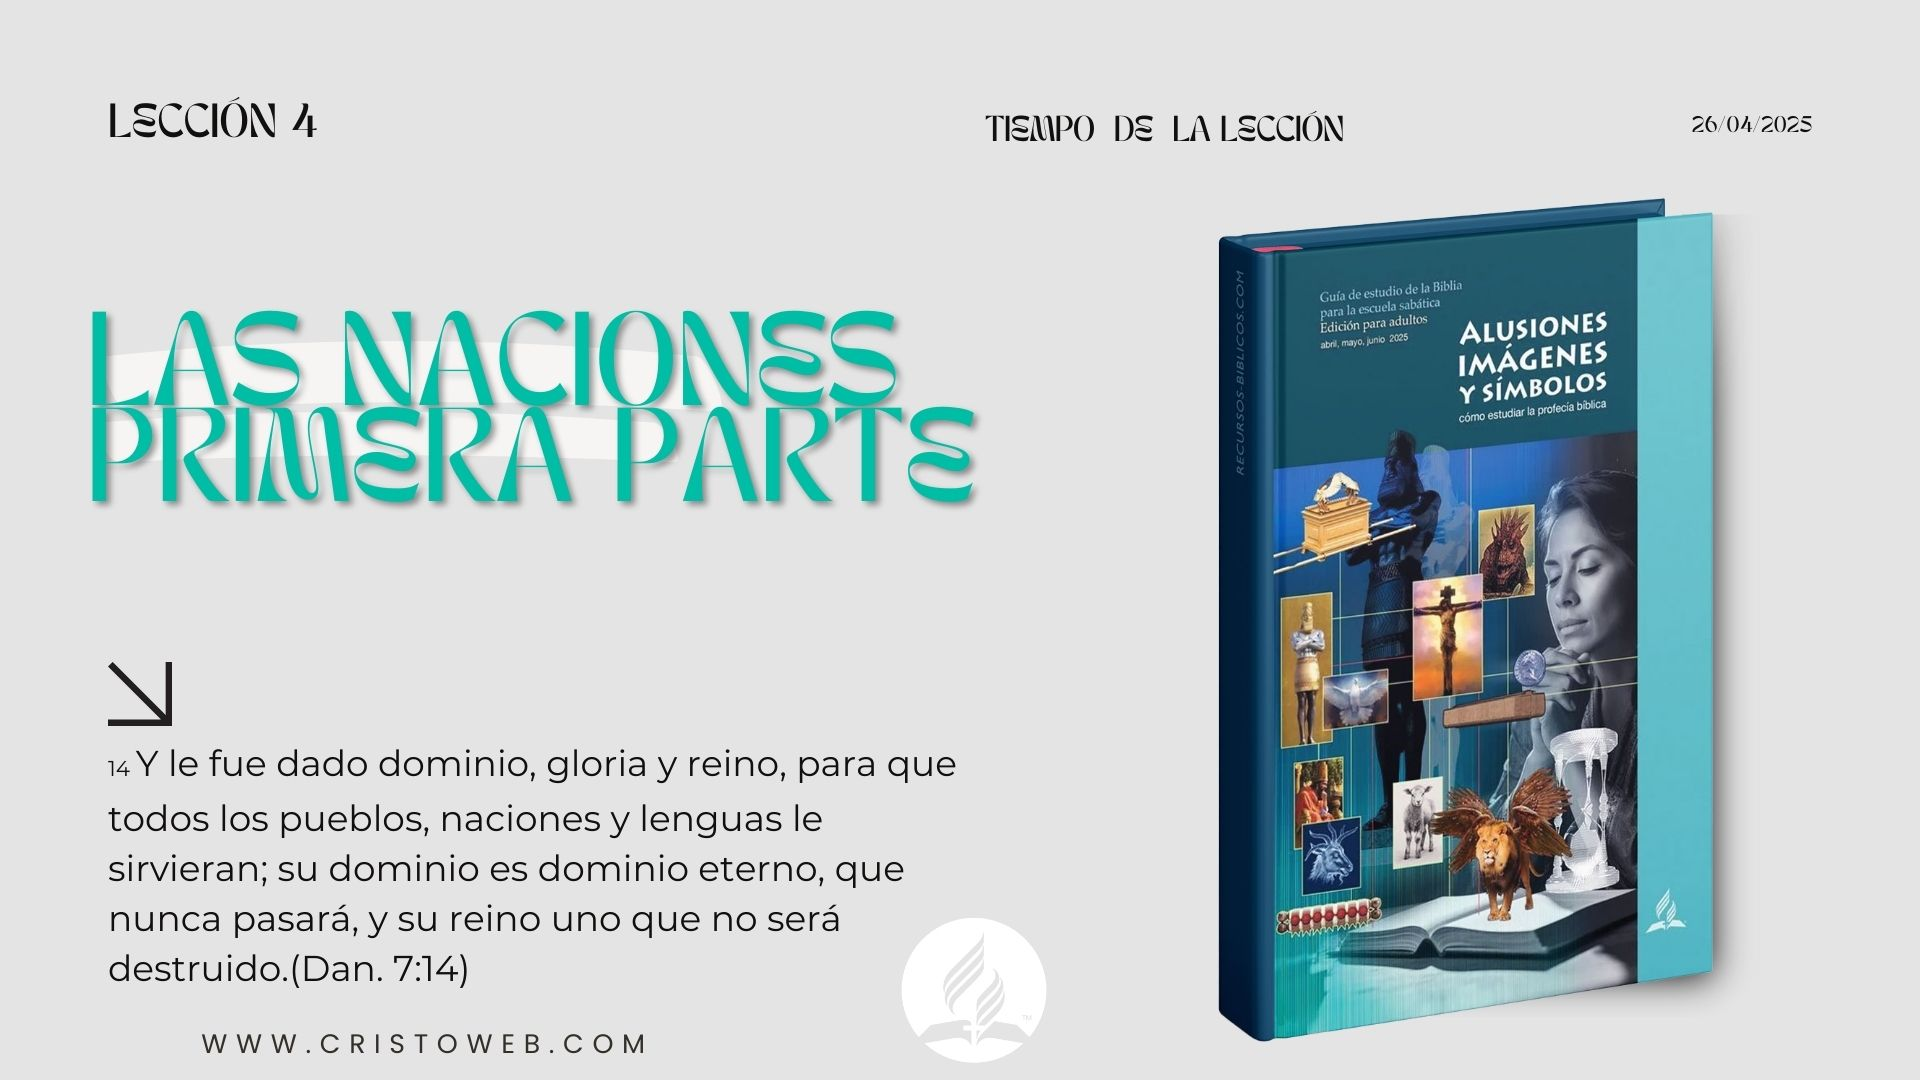 LECCIÓN 4
TIEMPO DE LA LECCIÓN
26/04/2025
LAS NACIONES
PRIMERA PARTE
14 Y le fue dado dominio, gloria y reino, para que
todos los pueblos, naciones y lenguas le
sirvieran; su dominio es dominio eterno, que
nunca pasará, y su reino uno que no será
destruido.(Dan. 7:14)
WWW.CRISTOWEB.COM
TM
RECURSOS-BIBLICOS.COM
Guía de estudio de la Biblia
para la escuela sabática
Edición para adultos
abril, mayo, junio 2025
ALUSIONES
IMÁGENES
Y SÍMBOLOS
cómo estudiar la profecía bíblica